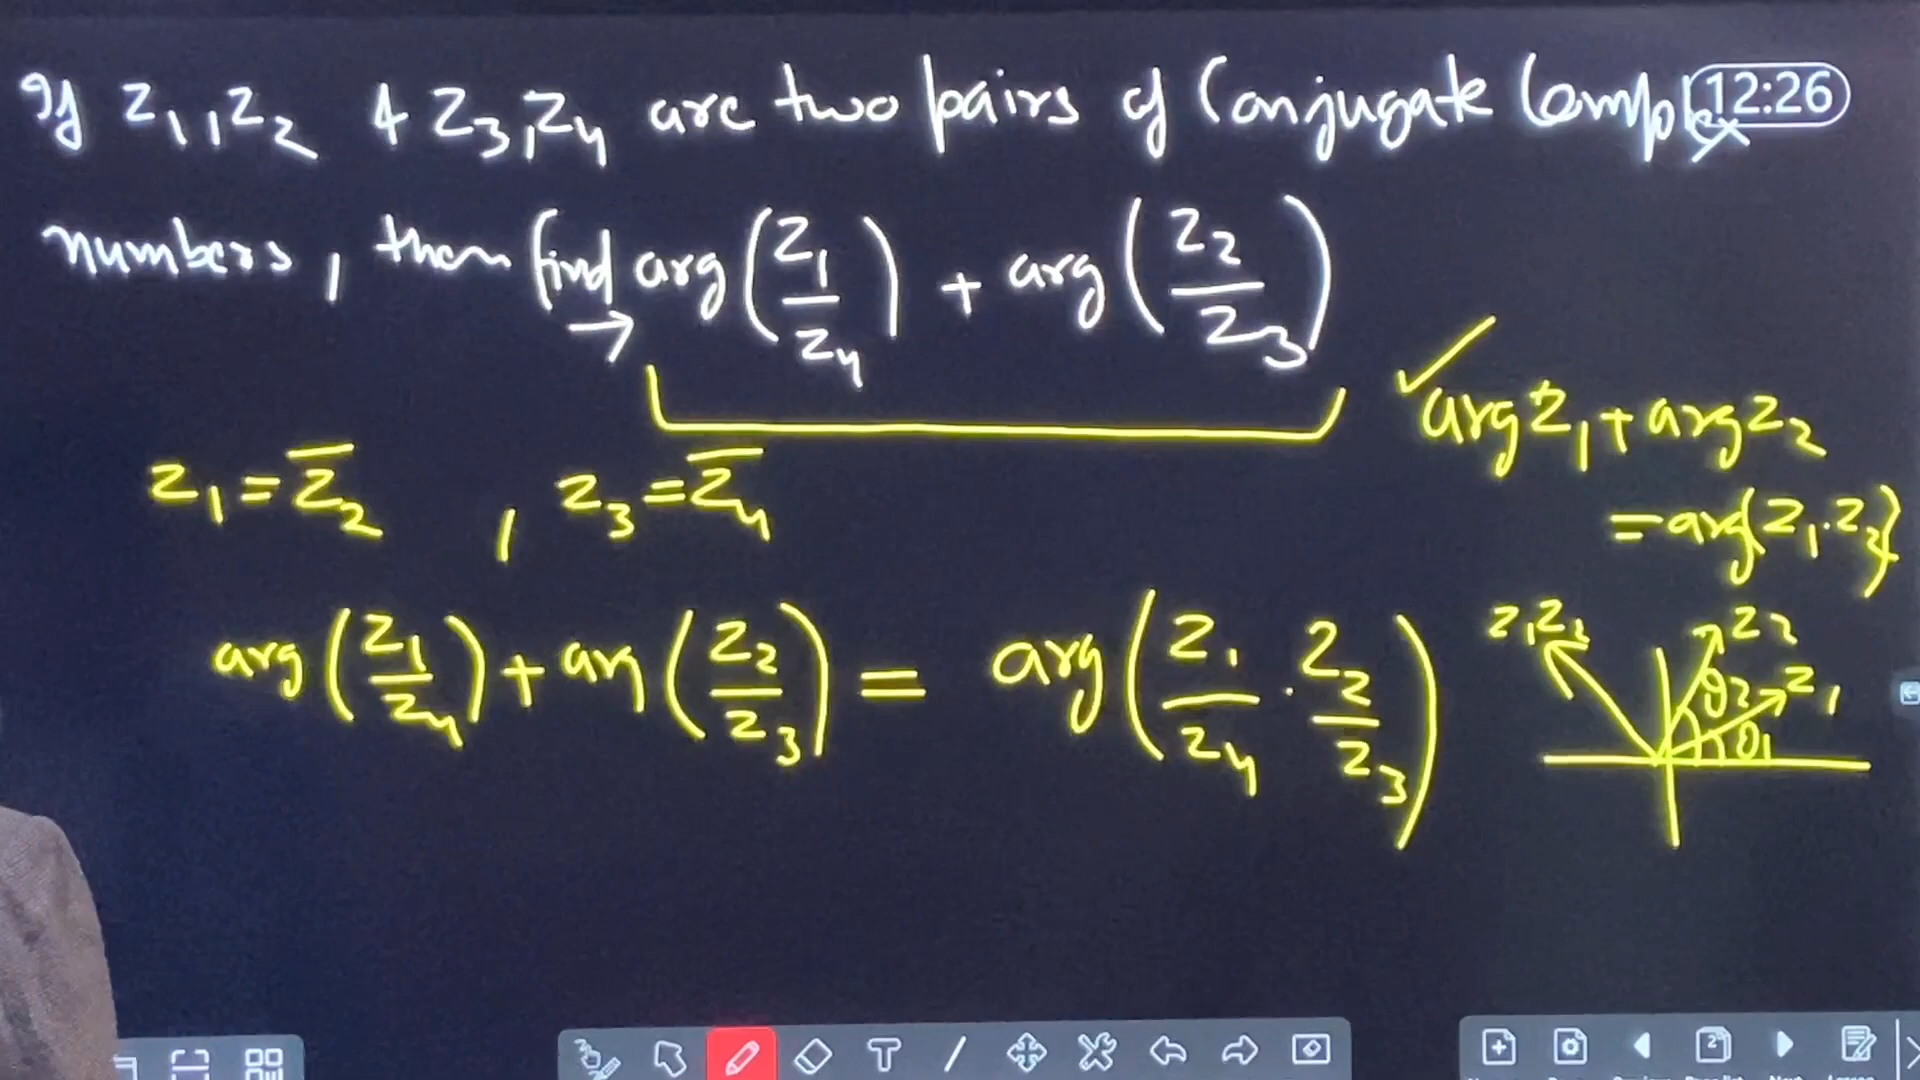 If z₁, z₂ & z₃, z₄ are two pairs of Conjugate Complex
12:26
numbers, then find arg(z₁/z₄) + arg(z₂/z₃)
→
✓ arg z₁ + arg z₂
= arg(z₁·z₂)
z₁ = z̅₂ , z₃ = z̅₄
arg(z₁/z₄) + arg(z₂/z₃) = arg(z₁/z₄ · z₂/z₃)
z₁z₂ z₂
θ₂ z₁
θ₁
T
2